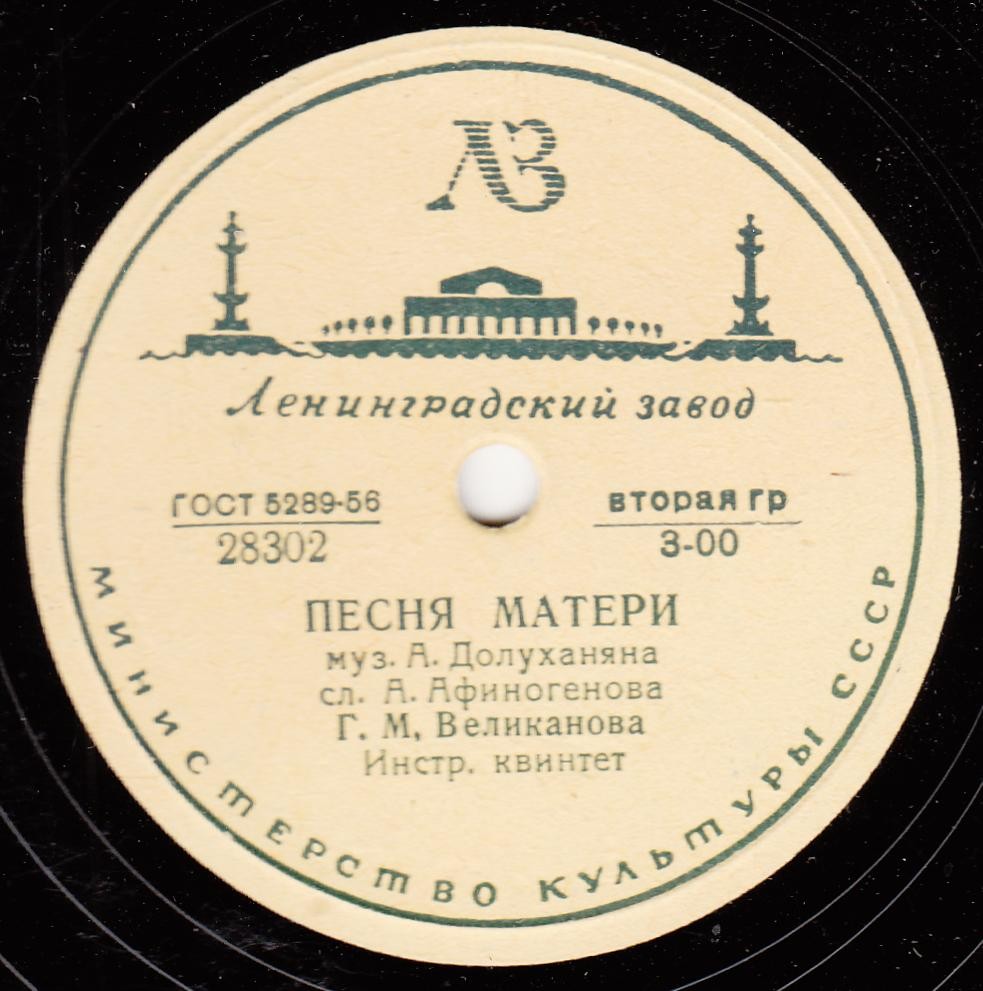 ЛЗ
Ленинградский завод
ГОСТ 5289-56
28302
вторая гр
3-00
ПЕСНЯ МАТЕРИ
муз. А. Долуханяна
сл. А. Афиногенова
Г. М, Великанова
Инстр. квинтет
МИНИСТЕРСТВО КУЛЬТУРЫ СССР